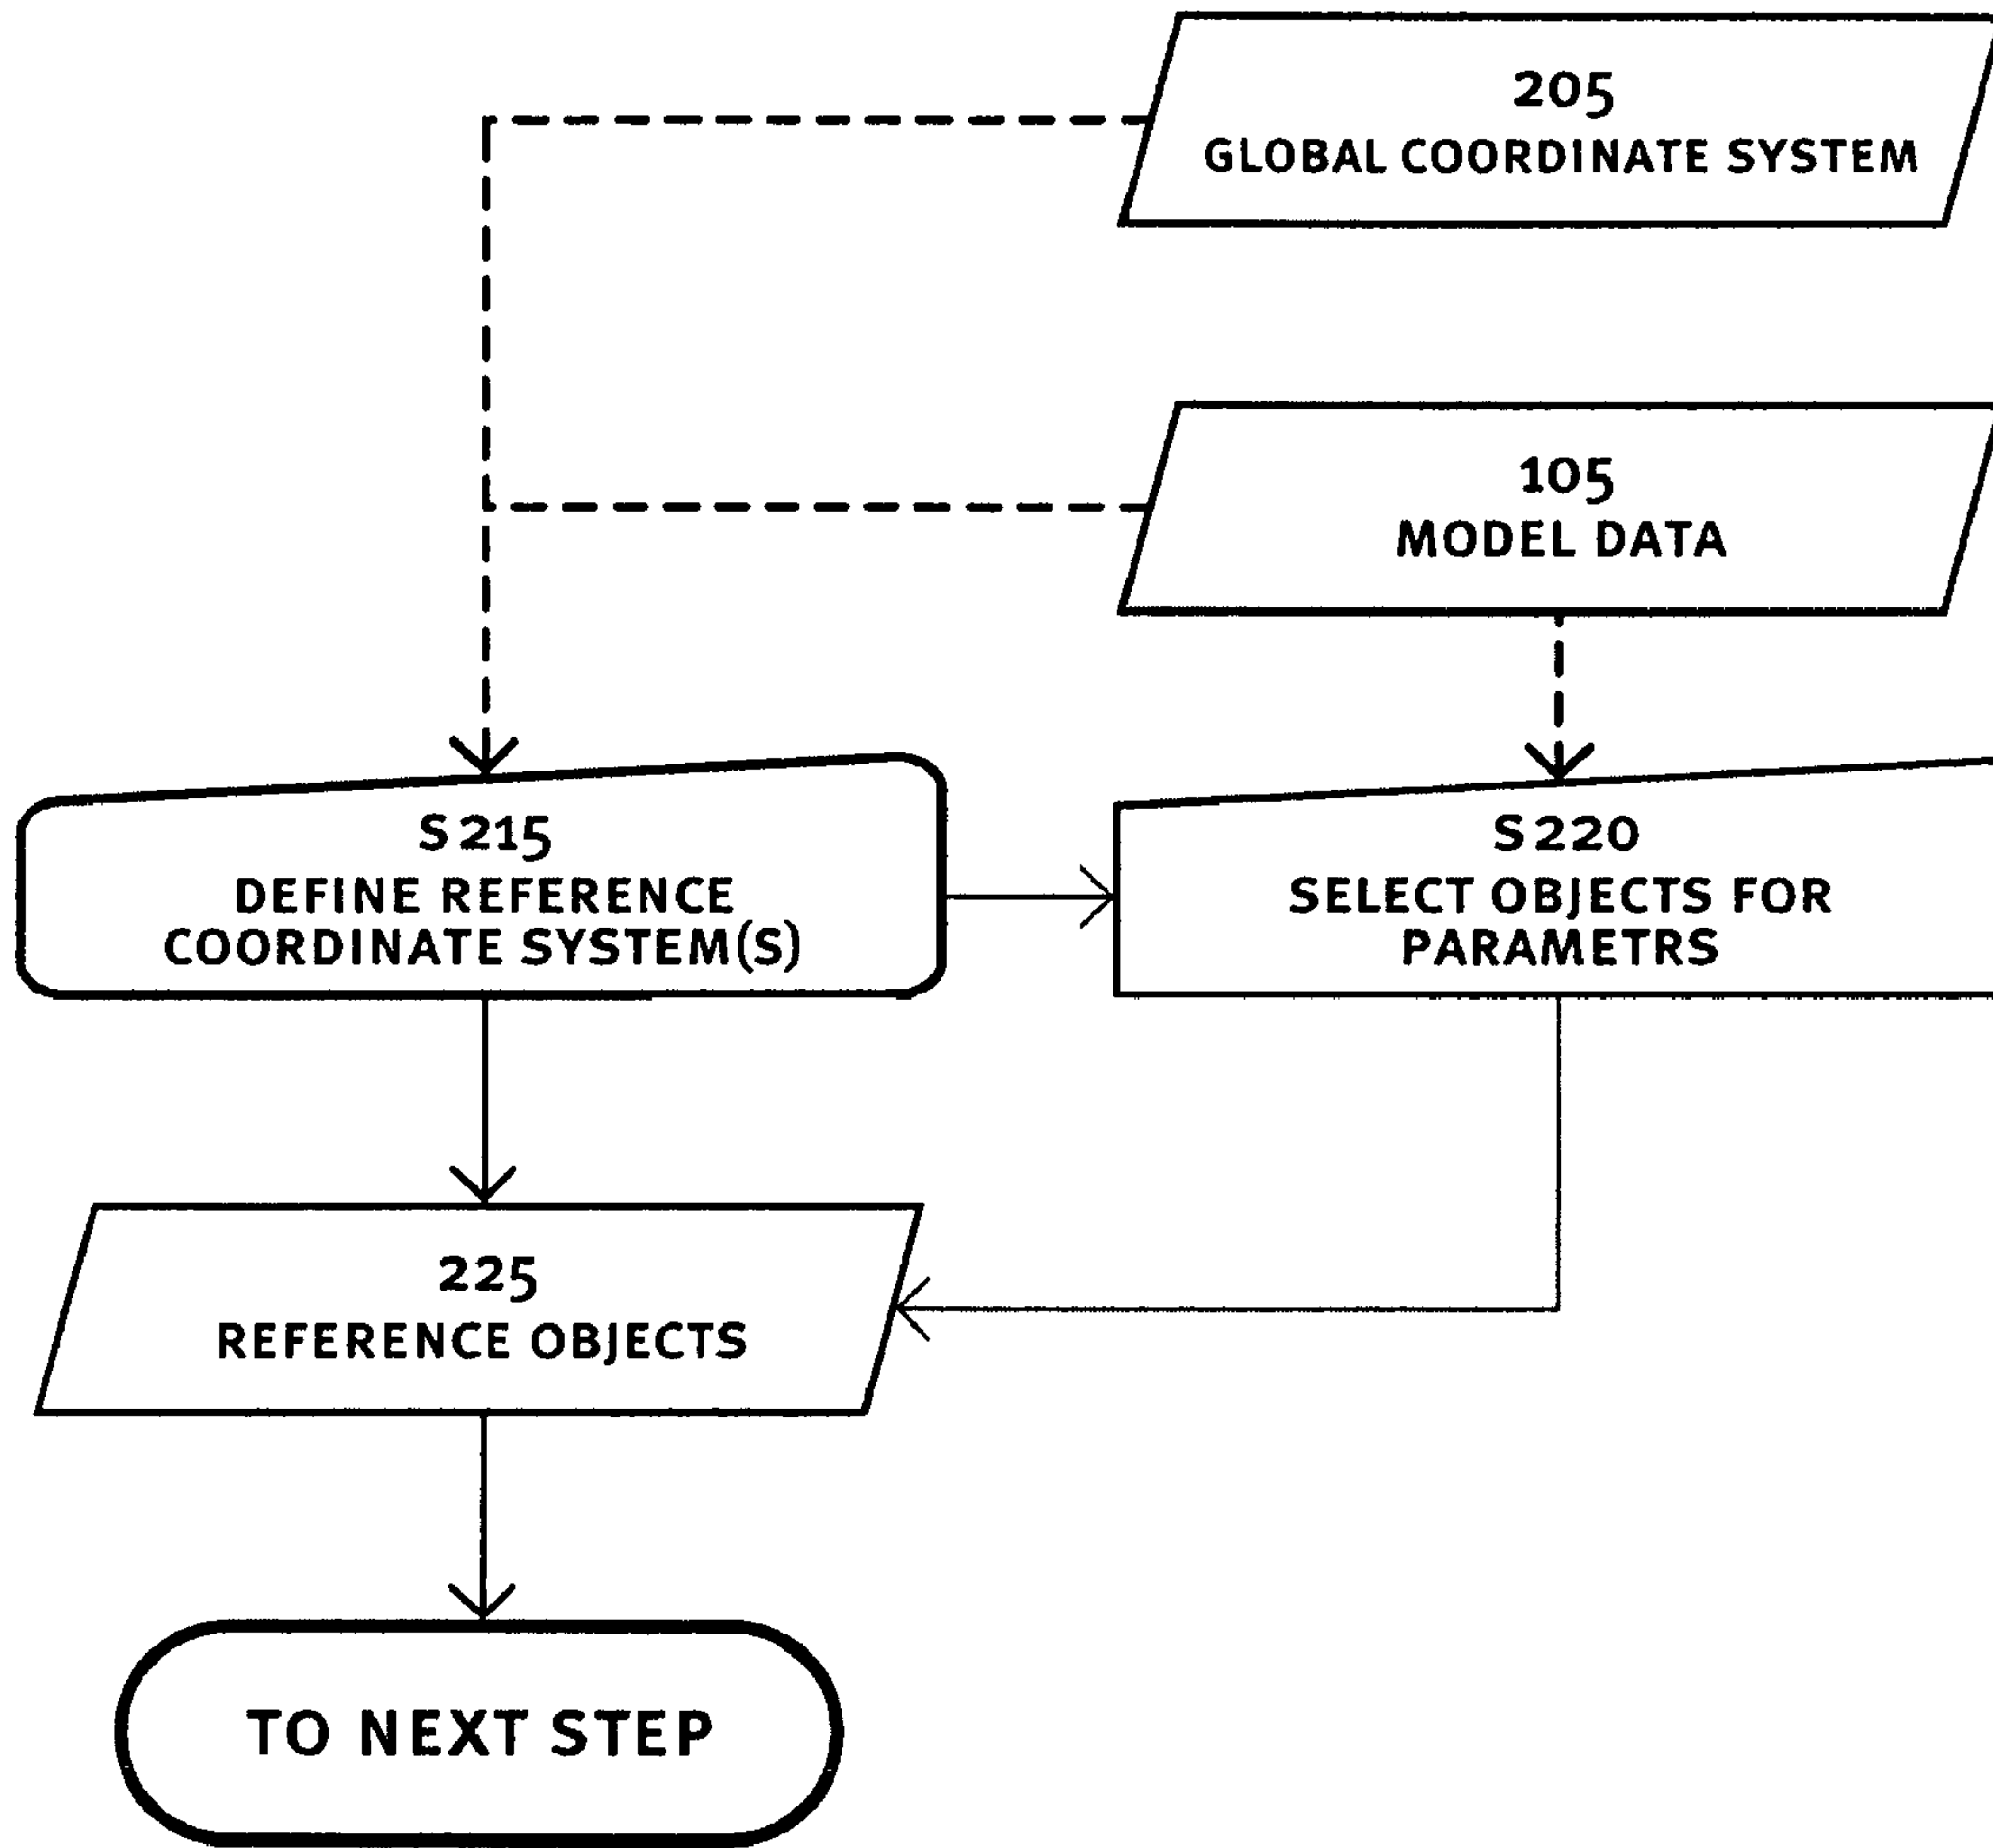 205
GLOBAL COORDINATE SYSTEM
105
MODEL DATA
S215
DEFINE REFERENCE
COORDINATE SYSTEM(S)
S220
SELECT OBJECTS FOR
PARAMETRS
225
REFERENCE OBJECTS
TO NEXT STEP